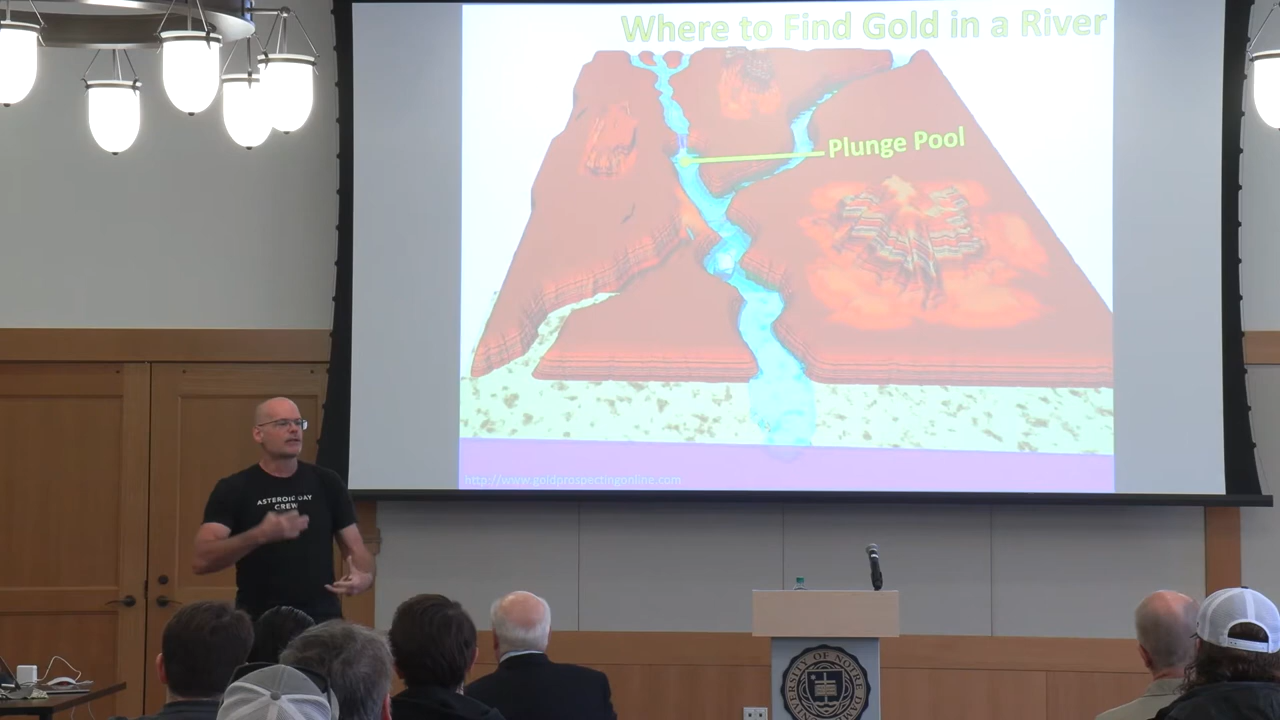 Where to Find Gold in a River
Plunge Pool
http://www.goldprospectingonline.com
ASTEROID DAY
CREW